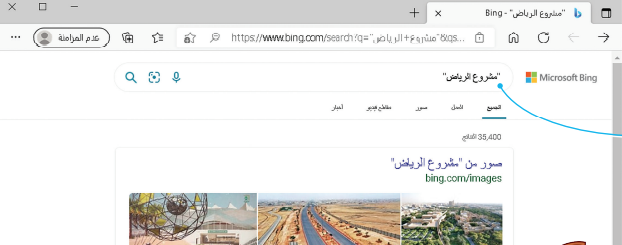 "مشروع الرياض" - Bing
https://www.bing.com/search?q="مشروع+الرياض"&qs...
عدم المزامنة
Microsoft Bing
"مشروع الرياض"
الجميع
العمل
صور
مقاطع فيديو
أخبار
35,400 النتائج
صور من "مشروع الرياض"
bing.com/images